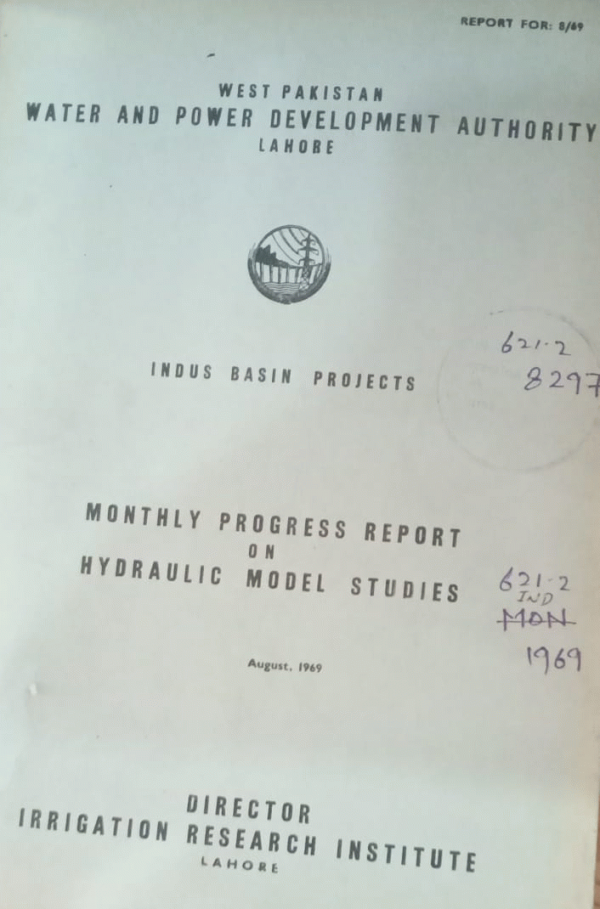 REPORT FOR: 8/69
WEST PAKISTAN
WATER AND POWER DEVELOPMENT AUTHORITY
LAHORE
INDUS BASIN PROJECTS
621.2
8297
MONTHLY PROGRESS REPORT
ON
HYDRAULIC MODEL STUDIES
621.2
IND
MON
1969
August, 1969
DIRECTOR
IRRIGATION RESEARCH INSTITUTE
LAHORE